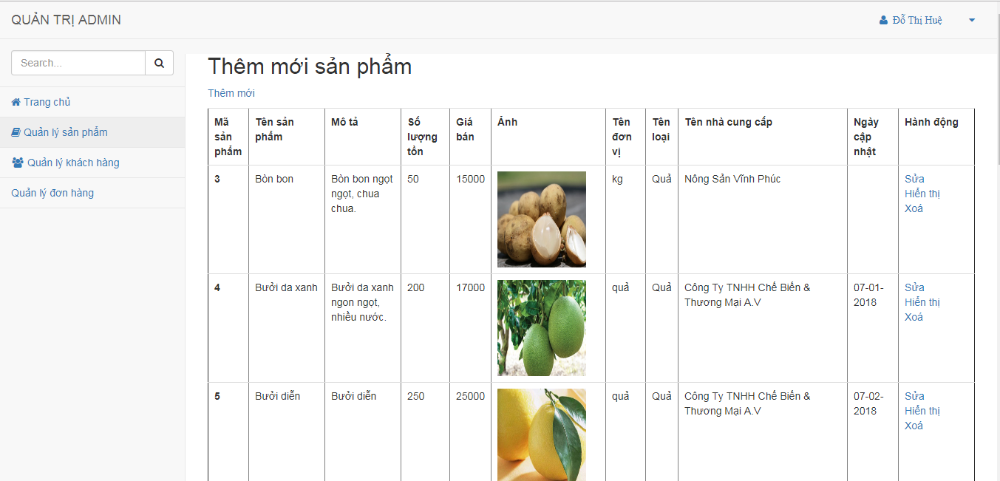 QUẢN TRỊ ADMIN
Đỗ Thị Huệ
Search...
Trang chủ
Quản lý sản phẩm
Quản lý khách hàng
Quản lý đơn hàng
Thêm mới sản phẩm
Thêm mới
Mã sản phẩm
Tên sản phẩm
Mô tả
Số lượng tồn
Giá bán
Ảnh
Tên đơn vị
Tên loại
Tên nhà cung cấp
Ngày cập nhật
Hành động
3
Bòn bon
Bòn bon ngọt
ngọt, chua
chua.
50
15000
kg
Quả
Nông Sản Vĩnh Phúc
Sửa
Hiển thị
Xoá
4
Bưởi da xanh
Bưởi da xanh
ngon ngọt,
nhiều nước.
200
17000
quả
Quả
Công Ty TNHH Chế Biến &
Thương Mại A.V
07-01-
2018
Sửa
Hiển thị
Xoá
5
Bưởi diễn
Bưởi diễn
250
25000
quả
Quả
Công Ty TNHH Chế Biến &
Thương Mại A.V
07-02-
2018
Sửa
Hiển thị
Xoá